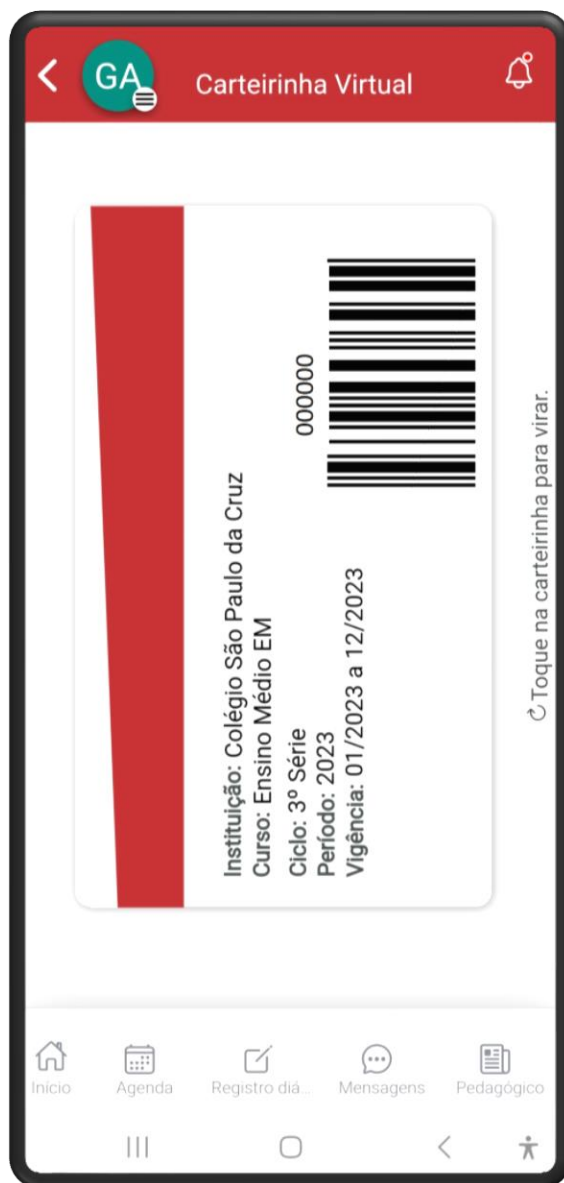 GA
Carteirinha Virtual
Instituição: Colégio São Paulo da Cruz
Curso: Ensino Médio EM
Ciclo: 3º Série
Período: 2023
Vigência: 01/2023 a 12/2023
000000
Toque na carteirinha para virar.
Início
Agenda
Registro diá...
Mensagens
Pedagógico